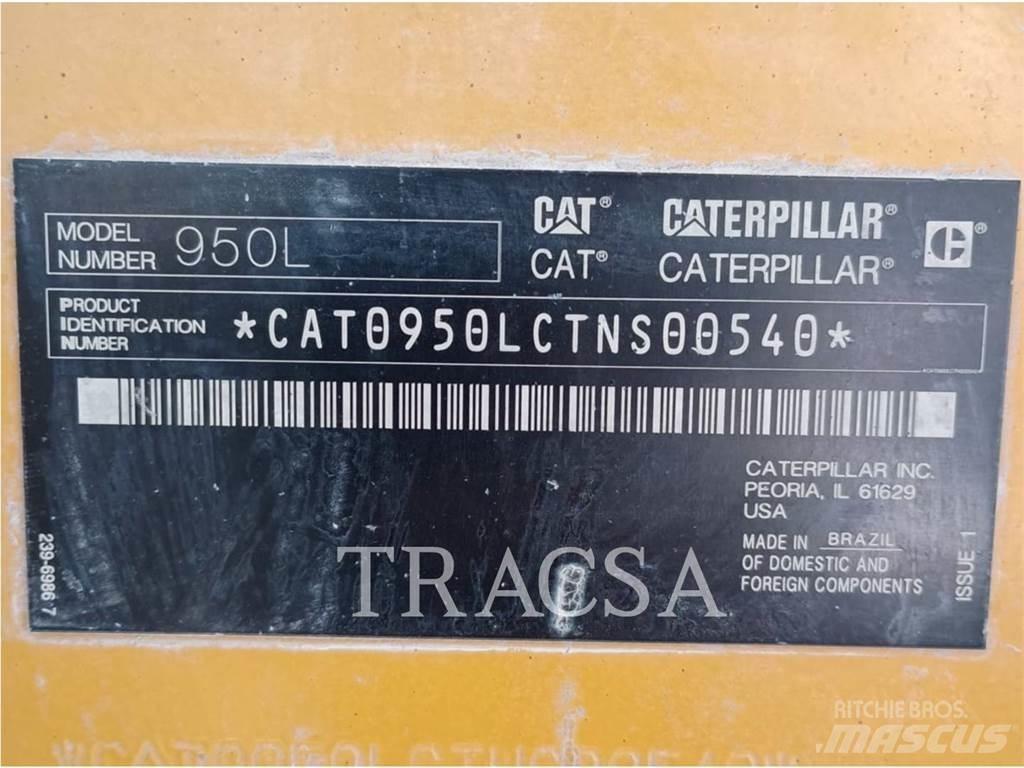 MODEL
NUMBER 950L
CAT® CATERPILLAR®
CAT® CATERPILLAR®
C®
PRODUCT
IDENTIFICATION
NUMBER
*CAT0950LCTNS00540*
CATERPILLAR INC.
PEORIA, IL 61629
USA
MADE IN BRAZIL
OF DOMESTIC AND
FOREIGN COMPONENTS
ISSUE 1
239-6986 7
TRACSA
RITCHIE BROS.
MASCUS